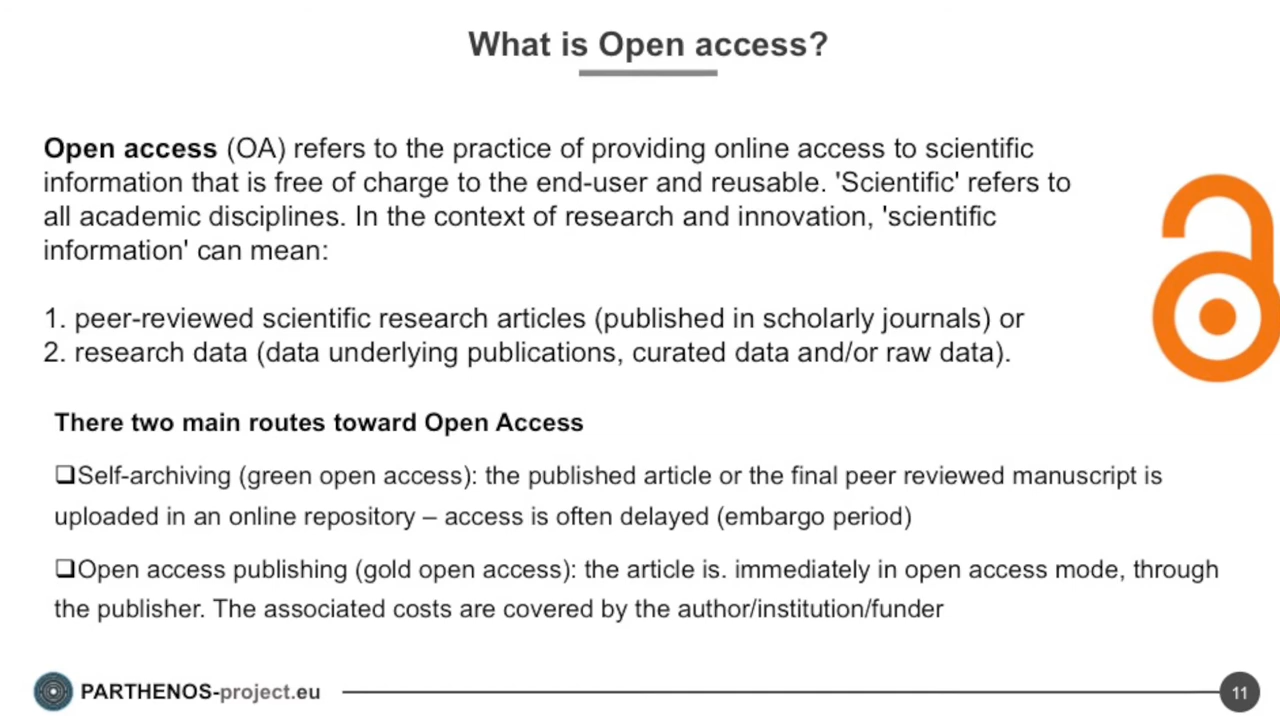 What is Open access?
Open access (OA) refers to the practice of providing online access to scientific
information that is free of charge to the end-user and reusable. 'Scientific' refers to
all academic disciplines. In the context of research and innovation, 'scientific
information' can mean:
1. peer-reviewed scientific research articles (published in scholarly journals) or
2. research data (data underlying publications, curated data and/or raw data).
There two main routes toward Open Access
❑Self-archiving (green open access): the published article or the final peer reviewed manuscript is
uploaded in an online repository – access is often delayed (embargo period)
❑Open access publishing (gold open access): the article is. immediately in open access mode, through
the publisher. The associated costs are covered by the author/institution/funder
PARTHENOS-project.eu
11